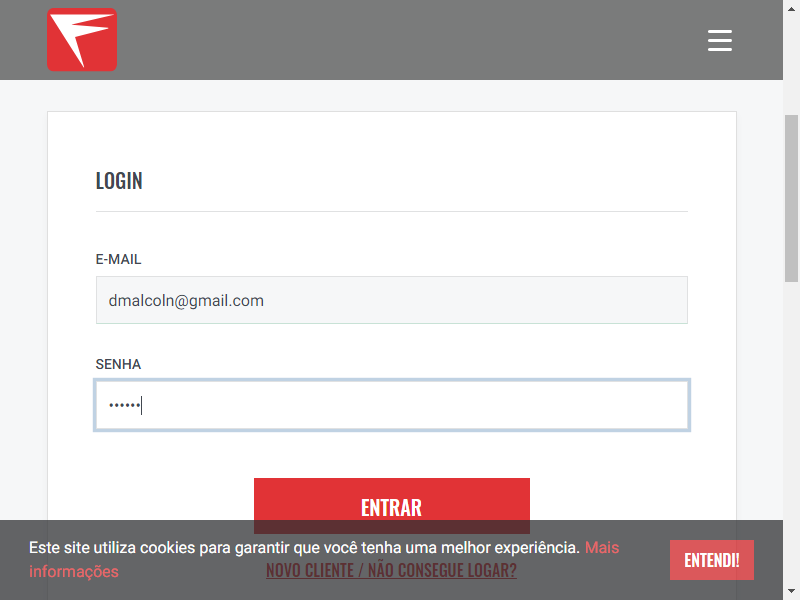 LOGIN
E-MAIL
dmalcoln@gmail.com
SENHA
••••••
ENTRAR
Este site utiliza cookies para garantir que você tenha uma melhor experiência. Mais
informações
ENTENDI!
NOVO CLIENTE / NÃO CONSEGUE LOGAR?